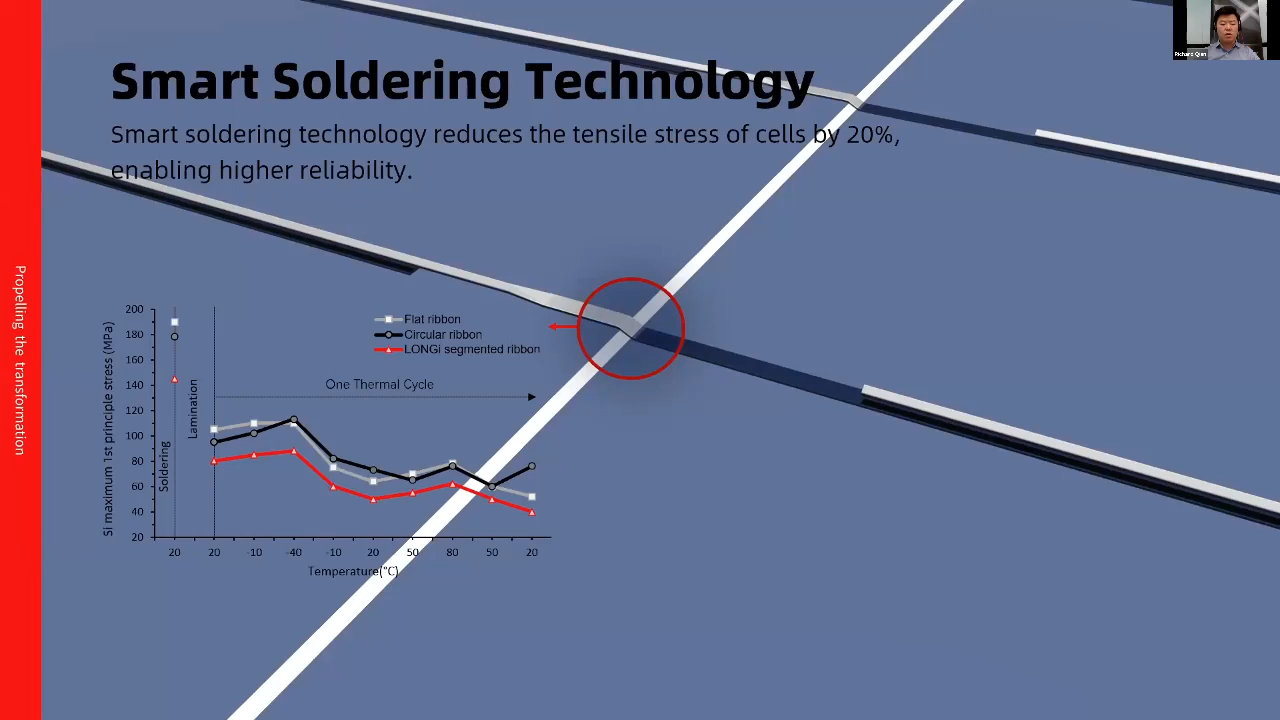 Richard Qian
Smart Soldering Technology
Smart soldering technology reduces the tensile stress of cells by 20%,
enabling higher reliability.
Propelling the transformation
Flat ribbon
Circular ribbon
LONGi segmented ribbon
One Thermal Cycle
Soldering
Lamination
Si maximum 1st principle stress (MPa)
200
180
160
140
120
100
80
60
40
20
20 20 -10 -40 -10 20 50 80 50 20
Temperature(°C)